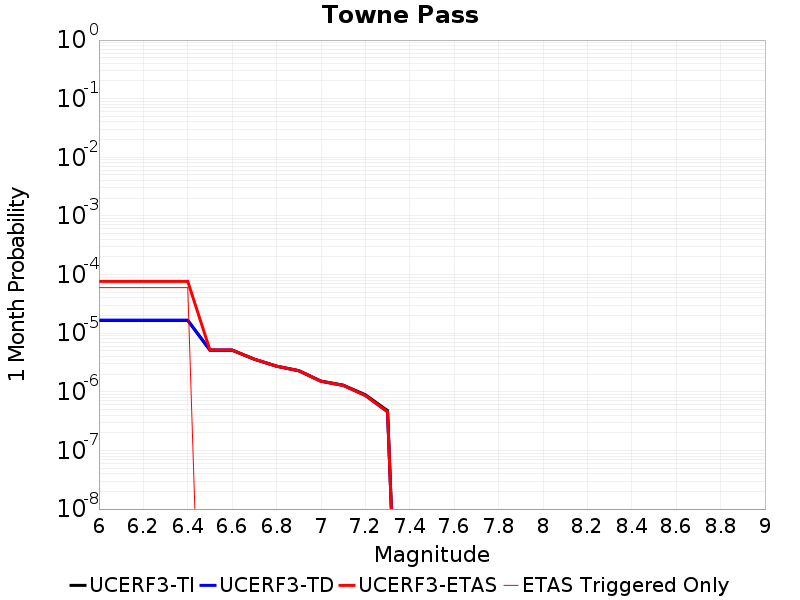 Towne Pass
1 Month Probability
10^0
10^-1
10^-2
10^-3
10^-4
10^-5
10^-6
10^-7
10^-8
6 6.2 6.4 6.6 6.8 7 7.2 7.4 7.6 7.8 8 8.2 8.4 8.6 8.8 9
Magnitude
UCERF3-TI UCERF3-TD UCERF3-ETAS ETAS Triggered Only